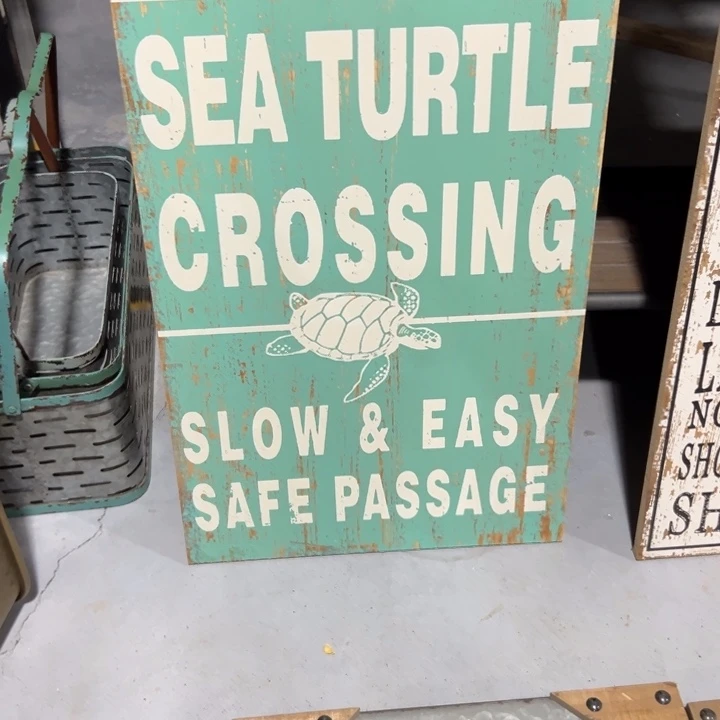 SEA TURTLE
CROSSING
SLOW & EASY
SAFE PASSAGE